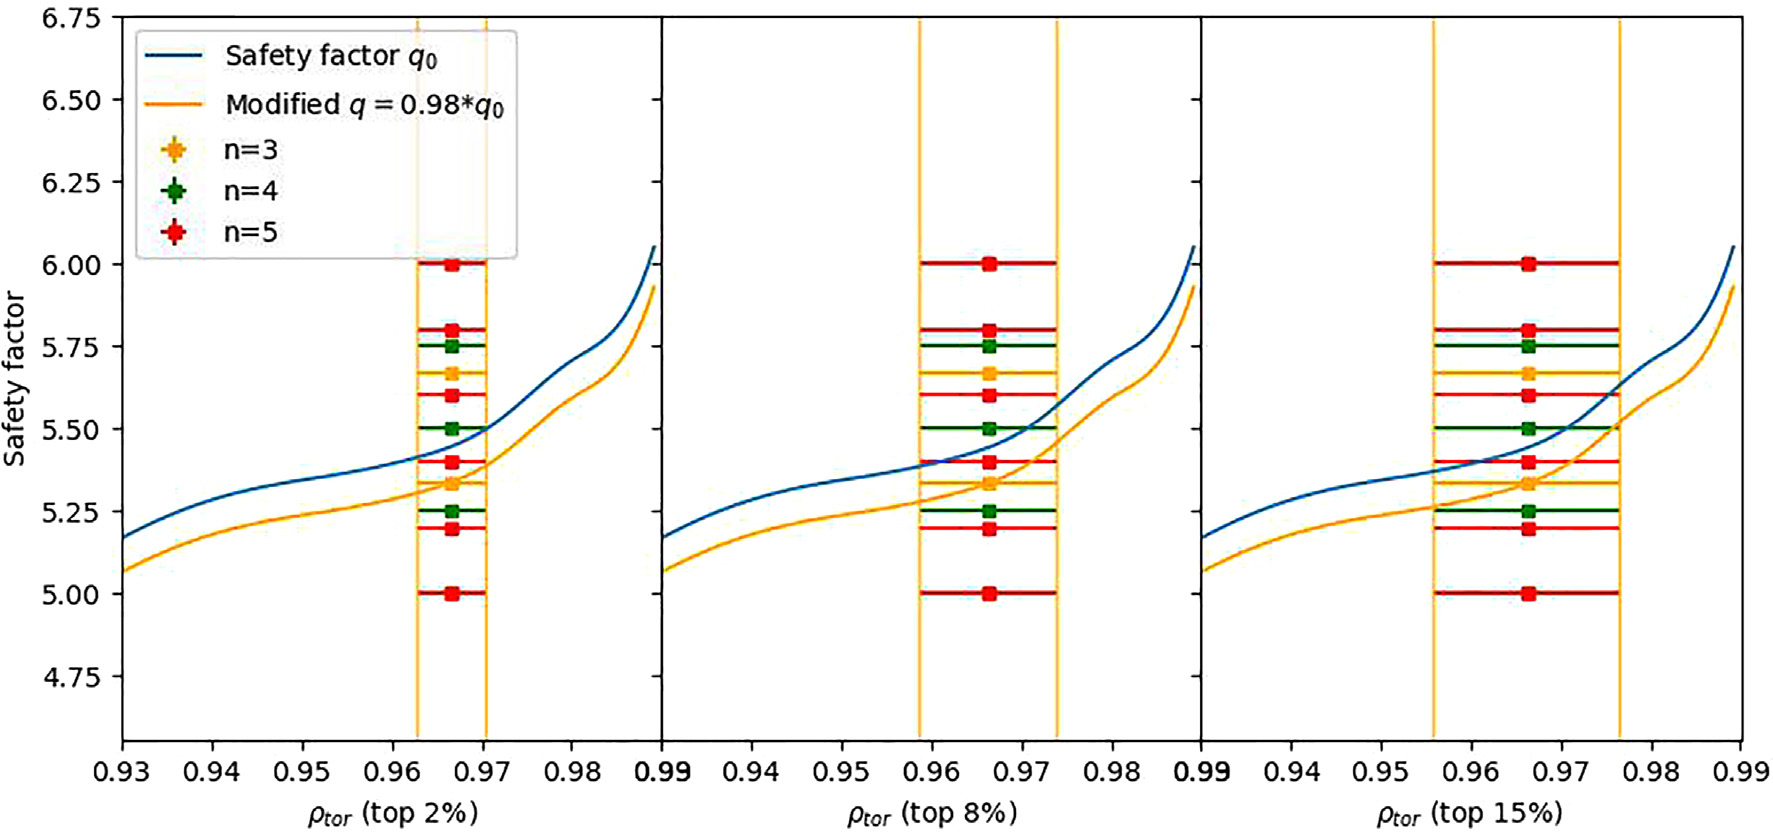 6.75
6.50
6.25
6.00
5.75
5.50
5.25
5.00
4.75
Safety factor
Safety factor q₀
Modified q = 0.98*q₀
n=3
n=4
n=5
0.93 0.94 0.95 0.96 0.97 0.98 0.99
0.94 0.95 0.96 0.97 0.98 0.99
0.94 0.95 0.96 0.97 0.98 0.99
ρtor (top 2%)
ρtor (top 8%)
ρtor (top 15%)